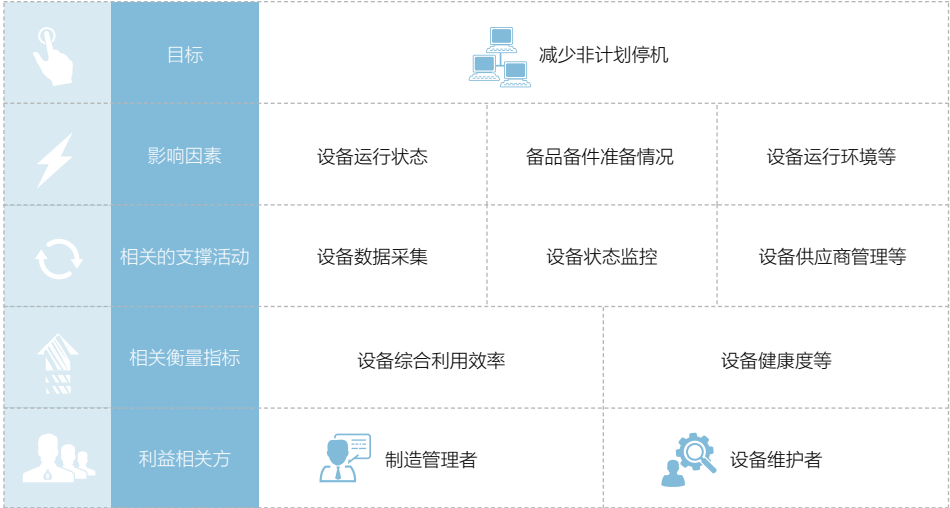 目标
减少非计划停机
影响因素
设备运行状态
备品备件准备情况
设备运行环境等
相关的支撑活动
设备数据采集
设备状态监控
设备供应商管理等
相关衡量指标
设备综合利用效率
设备健康度等
利益相关方
制造管理者
设备维护者